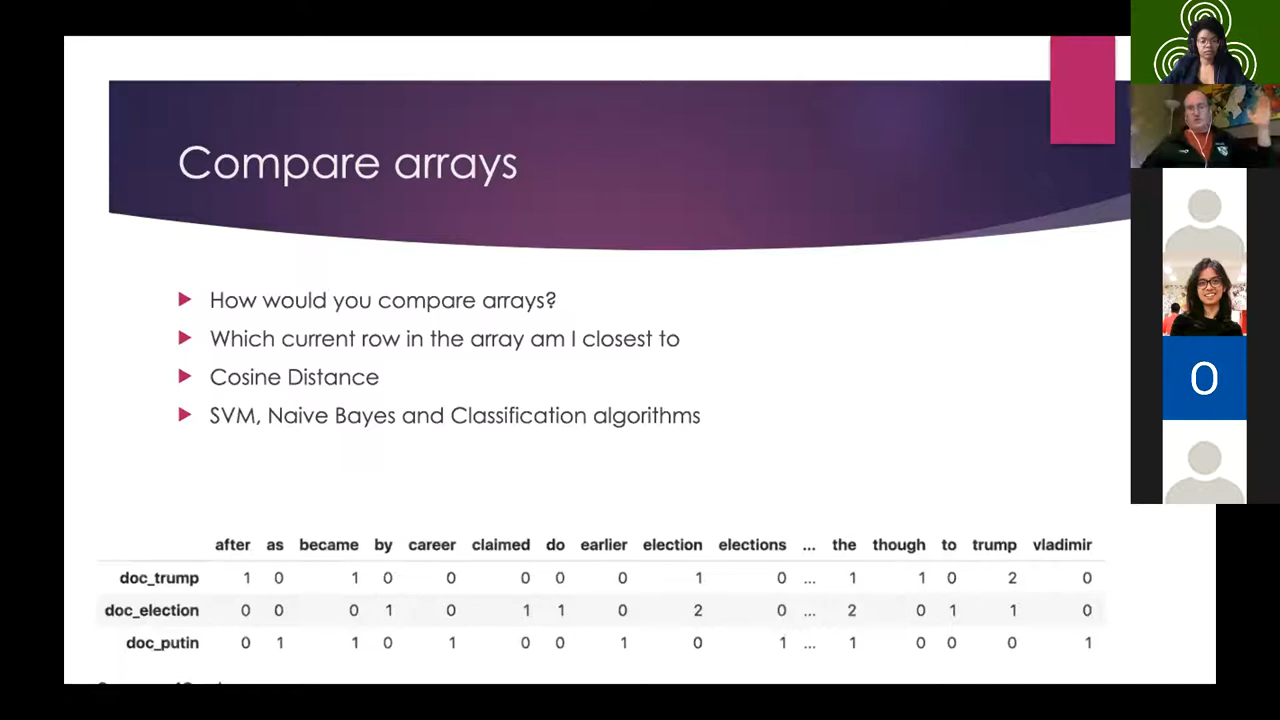 Compare arrays
How would you compare arrays?
Which current row in the array am I closest to
Cosine Distance
SVM, Naive Bayes and Classification algorithms
after as became by career claimed do earlier election elections ... the though to trump vladimir
doc_trump 1 0 1 0 0 0 0 0 1 0 ... 1 1 0 2 0
doc_election 0 0 0 1 0 1 1 0 2 0 ... 2 0 1 1 0
doc_putin 0 1 1 0 1 0 0 1 0 1 ... 1 0 0 0 1
O